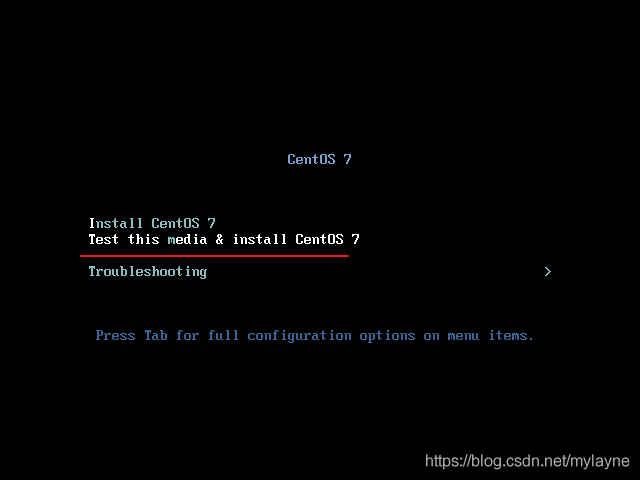 CentOS 7
Install CentOS 7
Test this media & install CentOS 7
Troubleshooting >
Press Tab for full configuration options on menu items.
https://blog.csdn.net/mylayne